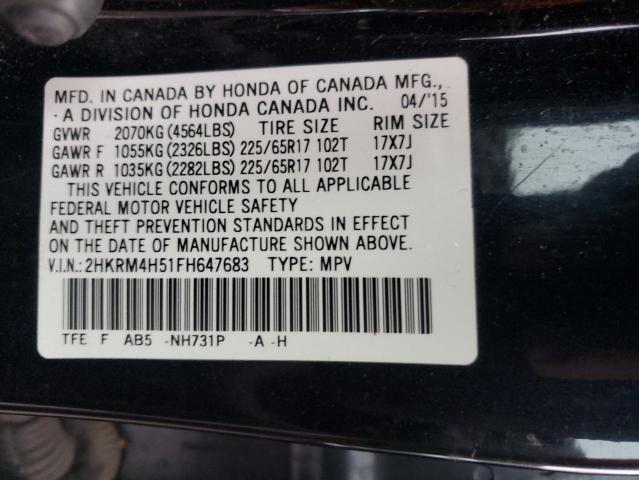 MFD. IN CANADA BY HONDA OF CANADA MFG.,
A DIVISION OF HONDA CANADA INC. 04/'15
GVWR 2070KG (4564LBS) TIRE SIZE RIM SIZE
GAWR F 1055KG (2326LBS) 225/65R17 102T 17X7J
GAWR R 1035KG (2282LBS) 225/65R17 102T 17X7J
THIS VEHICLE CONFORMS TO ALL APPLICABLE
FEDERAL MOTOR VEHICLE SAFETY
AND THEFT PREVENTION STANDARDS IN EFFECT
ON THE DATE OF MANUFACTURE SHOWN ABOVE.
V.I.N.: 2HKRM4H51FH647683 TYPE: MPV
TFE F AB5 -NH731P -A -H